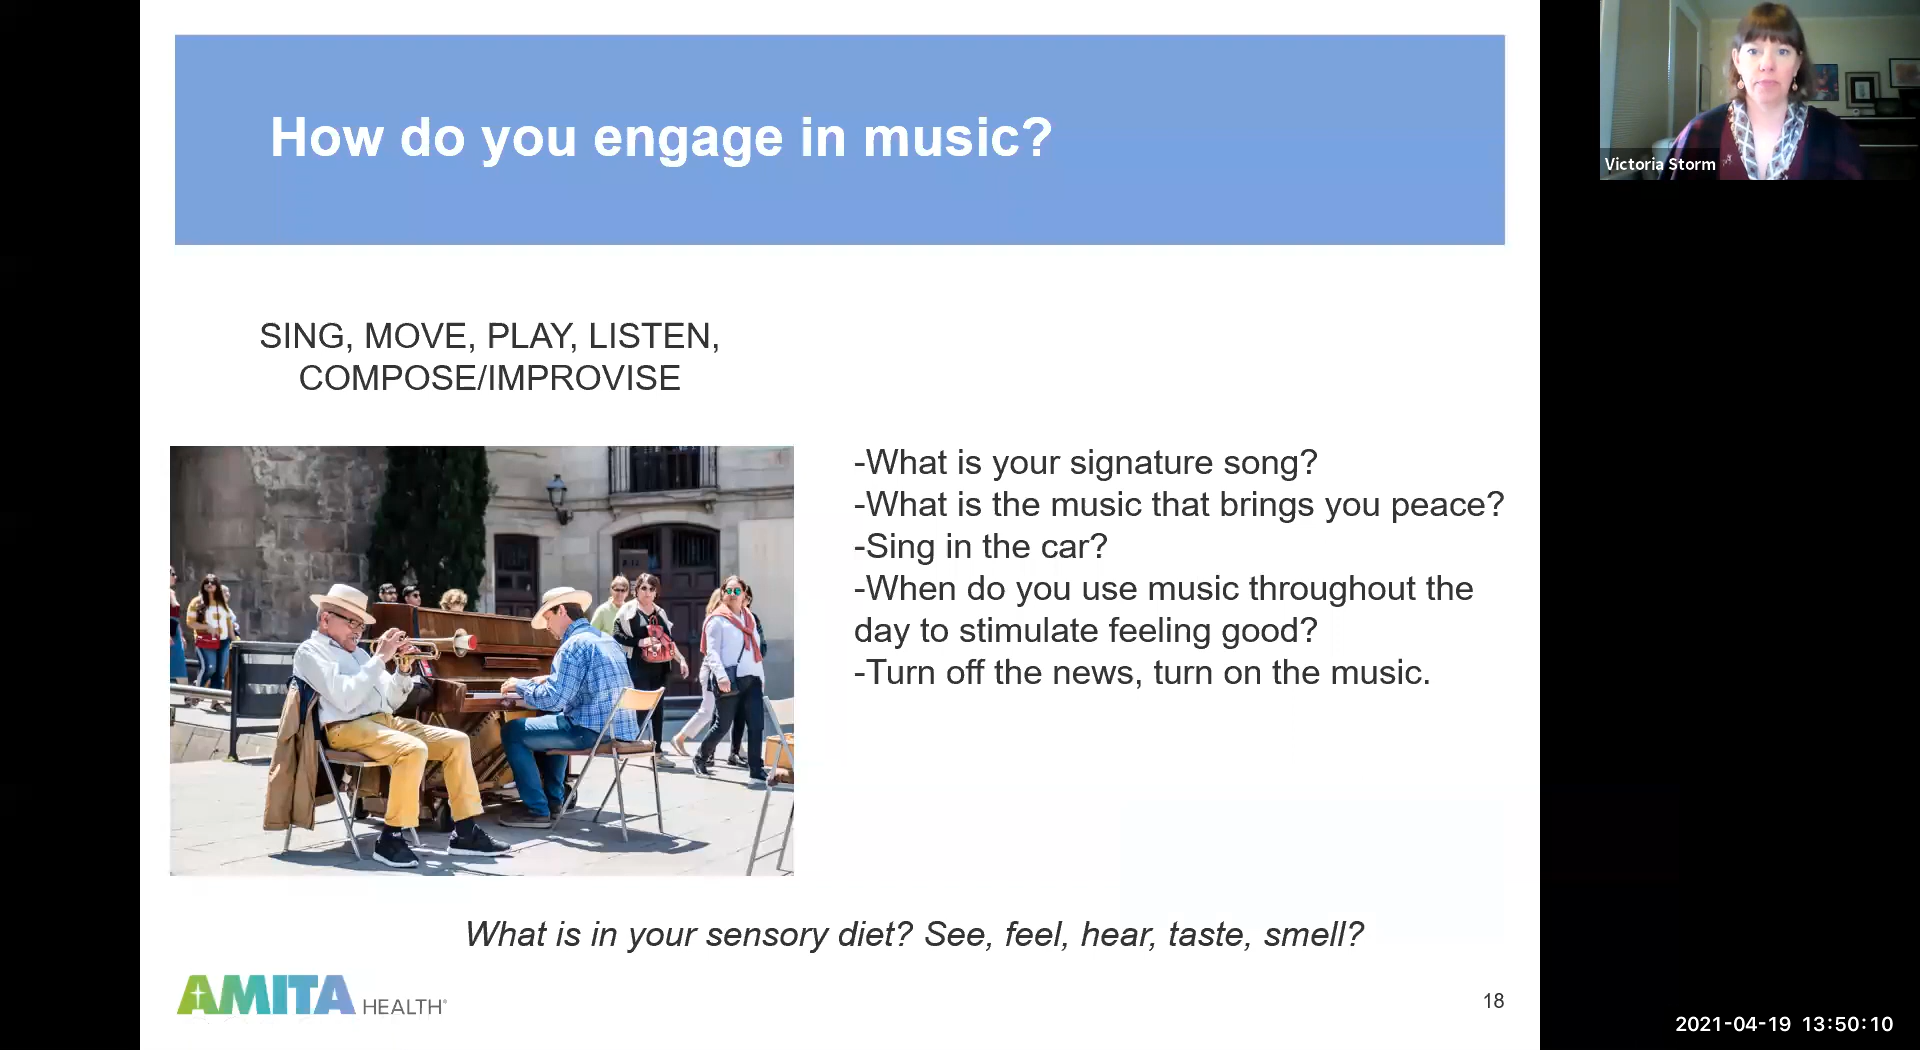 How do you engage in music?
Victoria Storm
SING, MOVE, PLAY, LISTEN,
COMPOSE/IMPROVISE
-What is your signature song?
-What is the music that brings you peace?
-Sing in the car?
-When do you use music throughout the
day to stimulate feeling good?
-Turn off the news, turn on the music.
What is in your sensory diet? See, feel, hear, taste, smell?
AMITA HEALTH®
18
2021-04-19 13:50:10